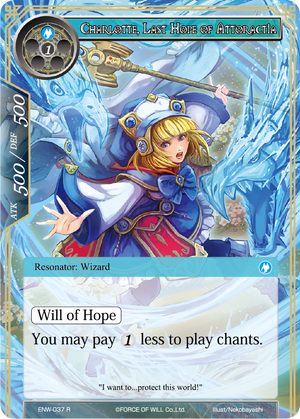 Charlotte, Last Hope of Attoractia
1
ATK 500 / DEF 500
Resonator: Wizard
Will of Hope
You may pay 1 less to play chants.
"I want to...protect this world!"
ENW-037 R ©FORCE OF WILL Co.,Ltd. Illust/Nekobayashi